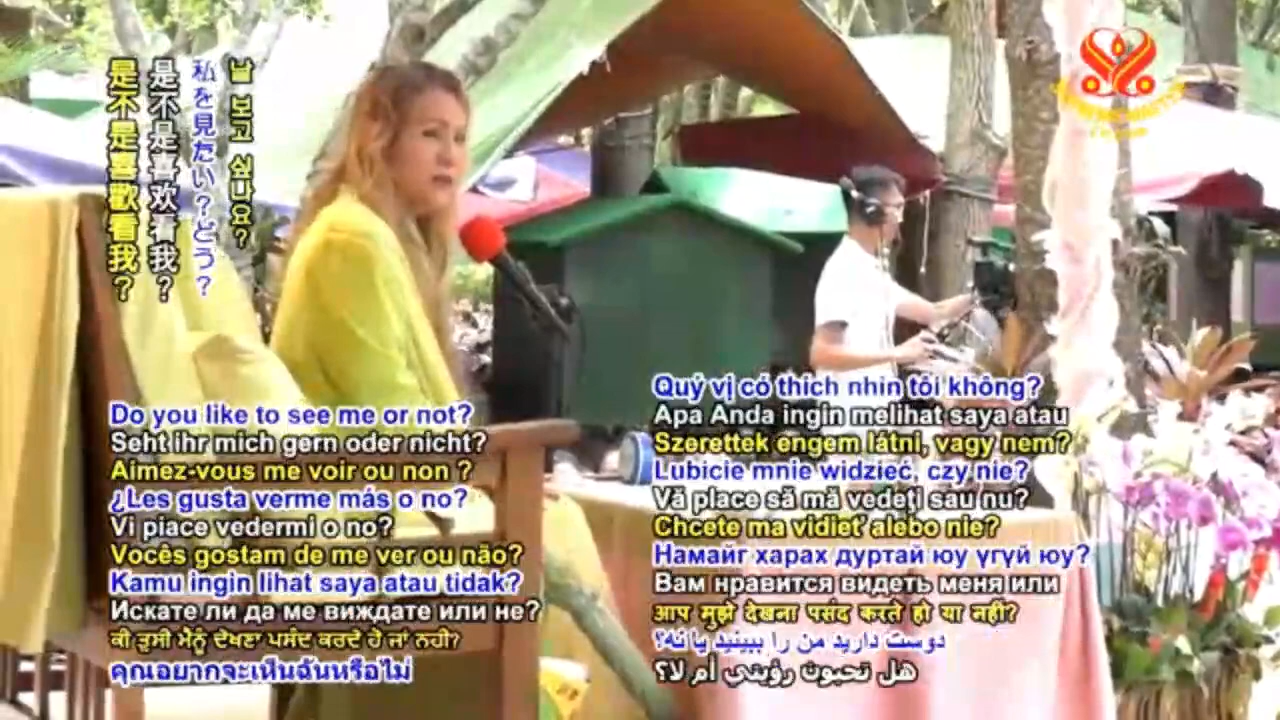 날 보고 싶나요?
私を見たい?どう?
是不是喜欢看我?
是不是喜歡看我?
Do you like to see me or not?
Seht ihr mich gern oder nicht?
Aimez-vous me voir ou non ?
¿Les gusta verme más o no?
Vi piace vedermi o no?
Vocês gostam de me ver ou não?
Kamu ingin lihat saya atau tidak?
Искате ли да ме виждате или не?
ਕੀ ਤੁਸੀ ਮੈਨੂੰ ਦੇਖਣਾ ਪਸੰਦ ਕਰਦੇ ਹੋ ਜਾਂ ਨਹੀ?
คุณอยากจะเห็นฉันหรือไม่
Quý vị có thích nhìn tôi không?
Apa Anda ingin melihat saya atau
Szerettek engem látni, vagy nem?
Lubicie mnie widzieć, czy nie?
Vă place să mă vedeți sau nu?
Chcete ma vidieť alebo nie?
Намайг харах дуртай юу үгүй юу?
Вам нравится видеть меня или
आप मुझे देखना पसंद करते हो या नही?
دوست دارید من را ببینید یا نه؟
هل تحبون رؤيتي أم لا؟